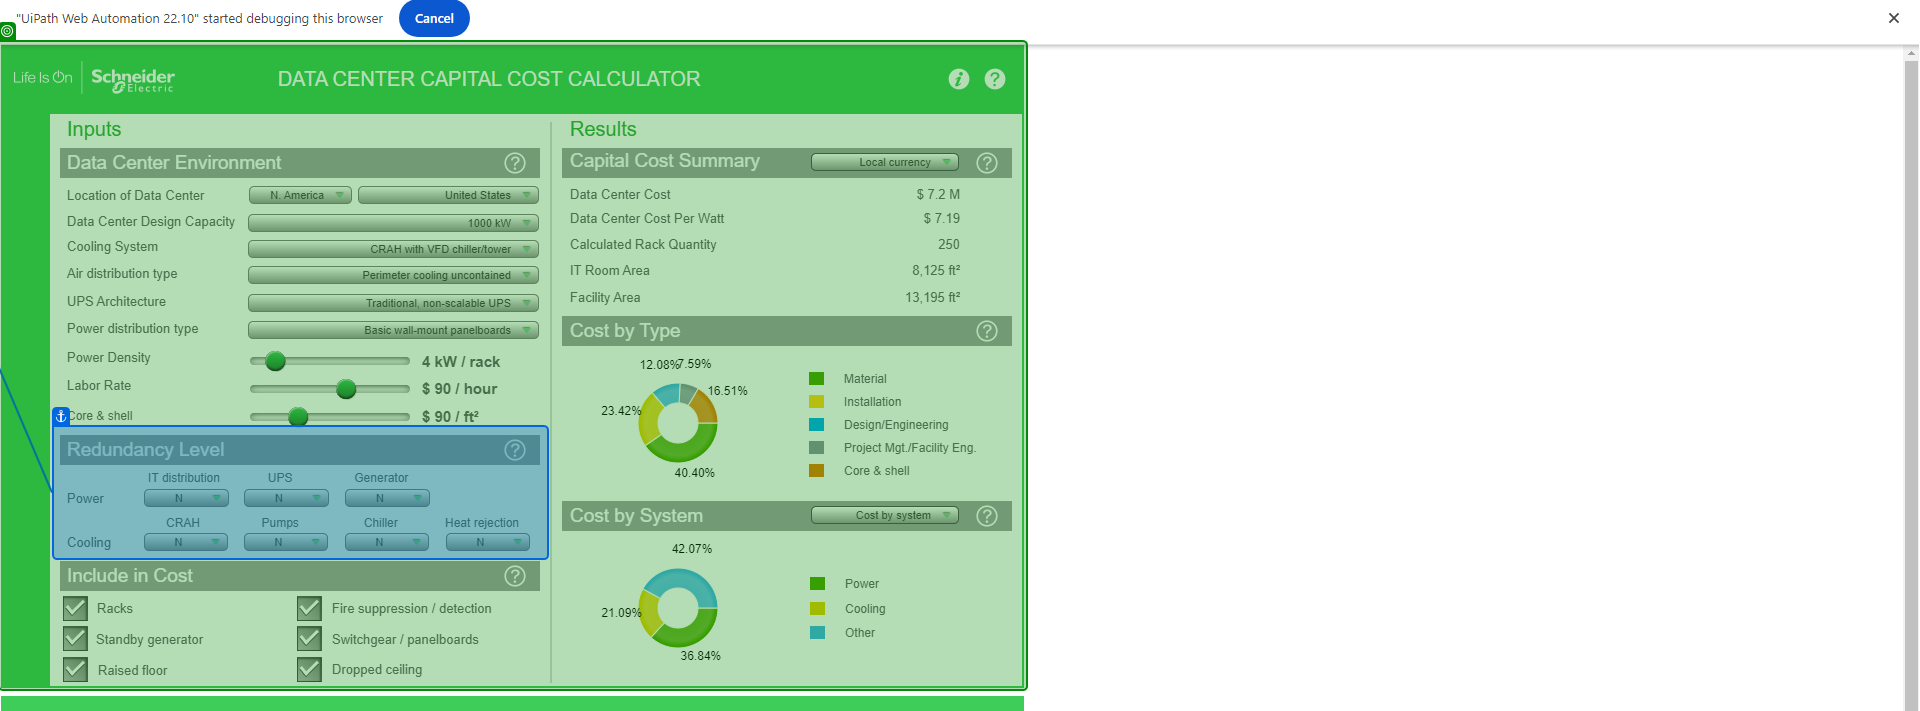 "UiPath Web Automation 22.10" started debugging this browser
Cancel
Life Is On
Schneider
Electric
DATA CENTER CAPITAL COST CALCULATOR
Inputs
Data Center Environment
Location of Data Center
N. America
United States
Data Center Design Capacity
1000 kW
Cooling System
CRAH with VFD chiller/tower
Air distribution type
Perimeter cooling uncontained
UPS Architecture
Traditional, non-scalable UPS
Power distribution type
Basic wall-mount panelboards
Power Density
4 kW / rack
Labor Rate
$ 90 / hour
Core & shell
$ 90 / ft²
Redundancy Level
IT distribution
UPS
Generator
Power
N
N
N
CRAH
Pumps
Chiller
Heat rejection
Cooling
N
N
N
N
Include in Cost
Racks
Fire suppression / detection
Standby generator
Switchgear / panelboards
Raised floor
Dropped ceiling
Results
Capital Cost Summary
Local currency
Data Center Cost
$ 7.2 M
Data Center Cost Per Watt
$ 7.19
Calculated Rack Quantity
250
IT Room Area
8,125 ft²
Facility Area
13,195 ft²
Cost by Type
12.08%
7.59%
16.51%
23.42%
40.40%
Material
Installation
Design/Engineering
Project Mgt./Facility Eng.
Core & shell
Cost by System
Cost by system
42.07%
21.09%
36.84%
Power
Cooling
Other